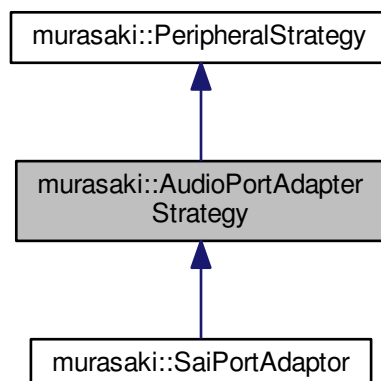 murasaki::PeripheralStrategy
murasaki::AudioPortAdapter
Strategy
murasaki::SaiPortAdaptor